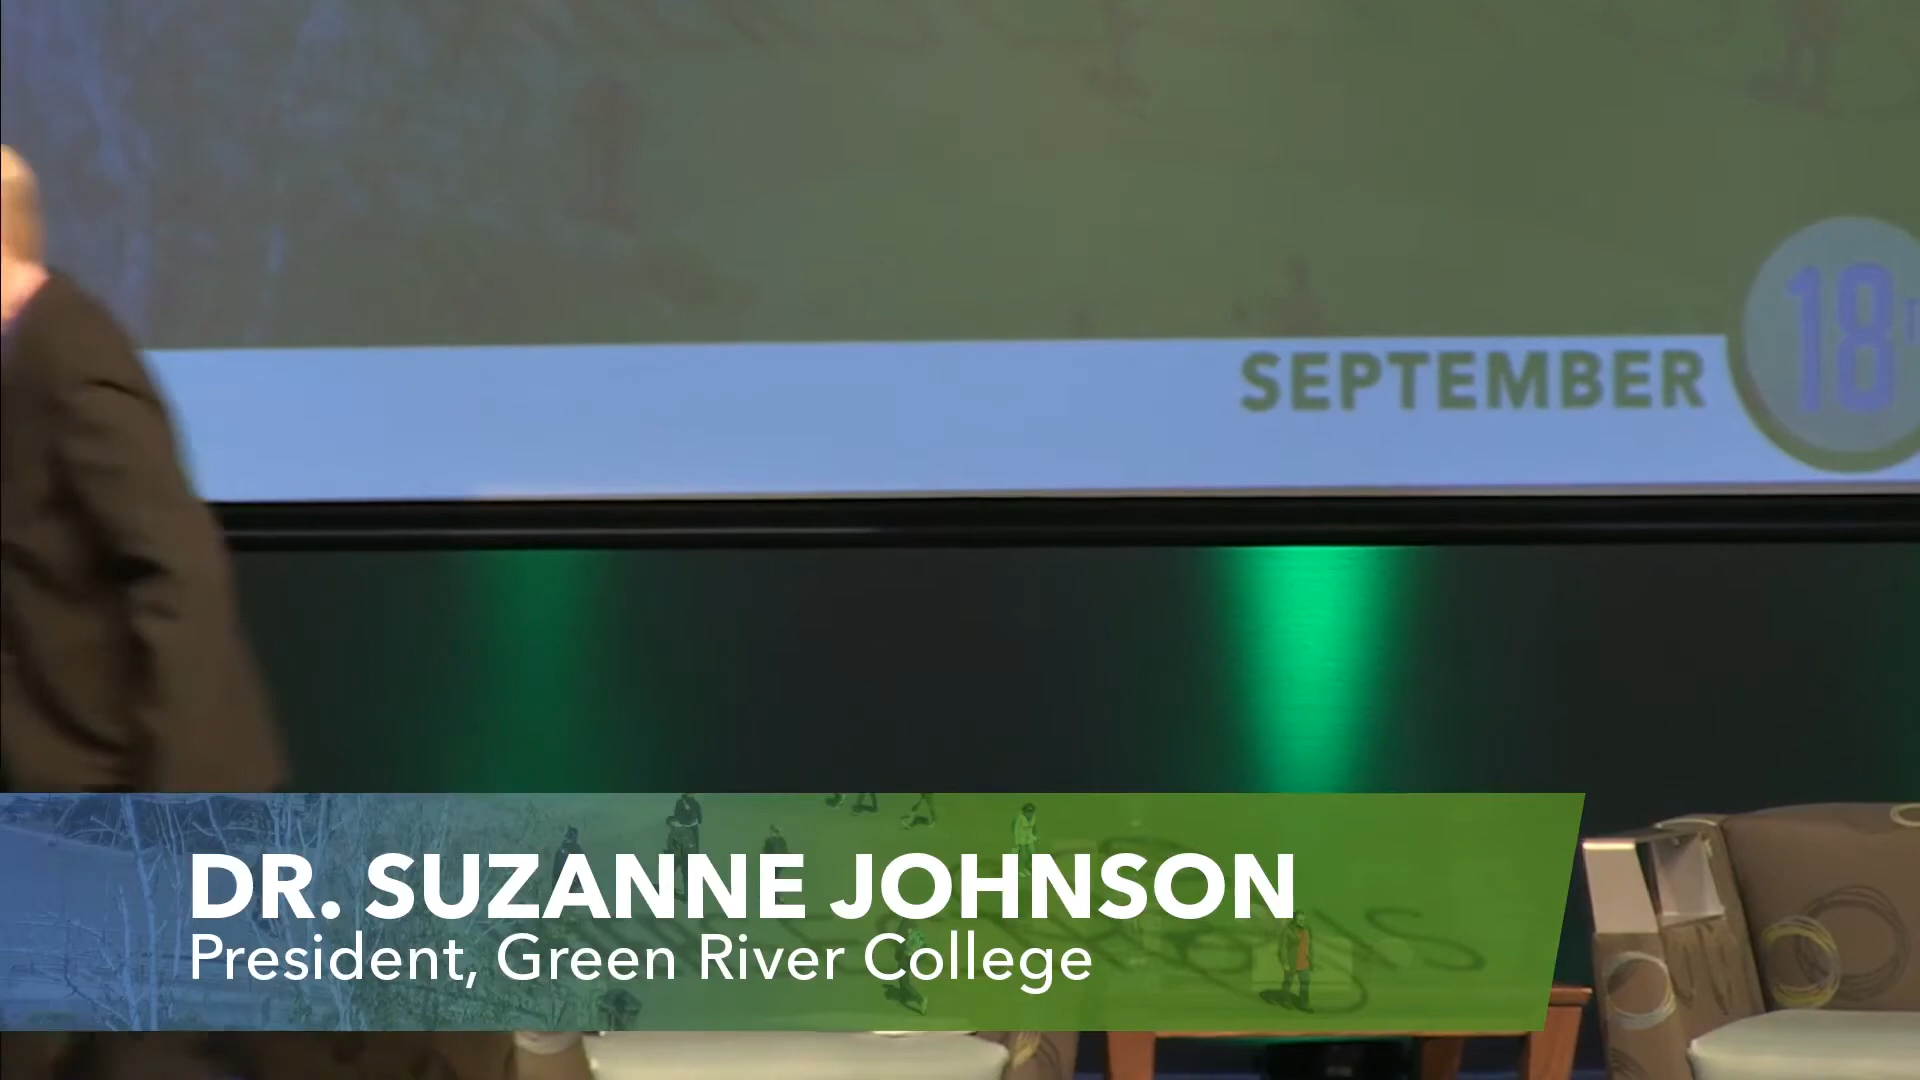 SEPTEMBER
18
DR. SUZANNE JOHNSON
President, Green River College